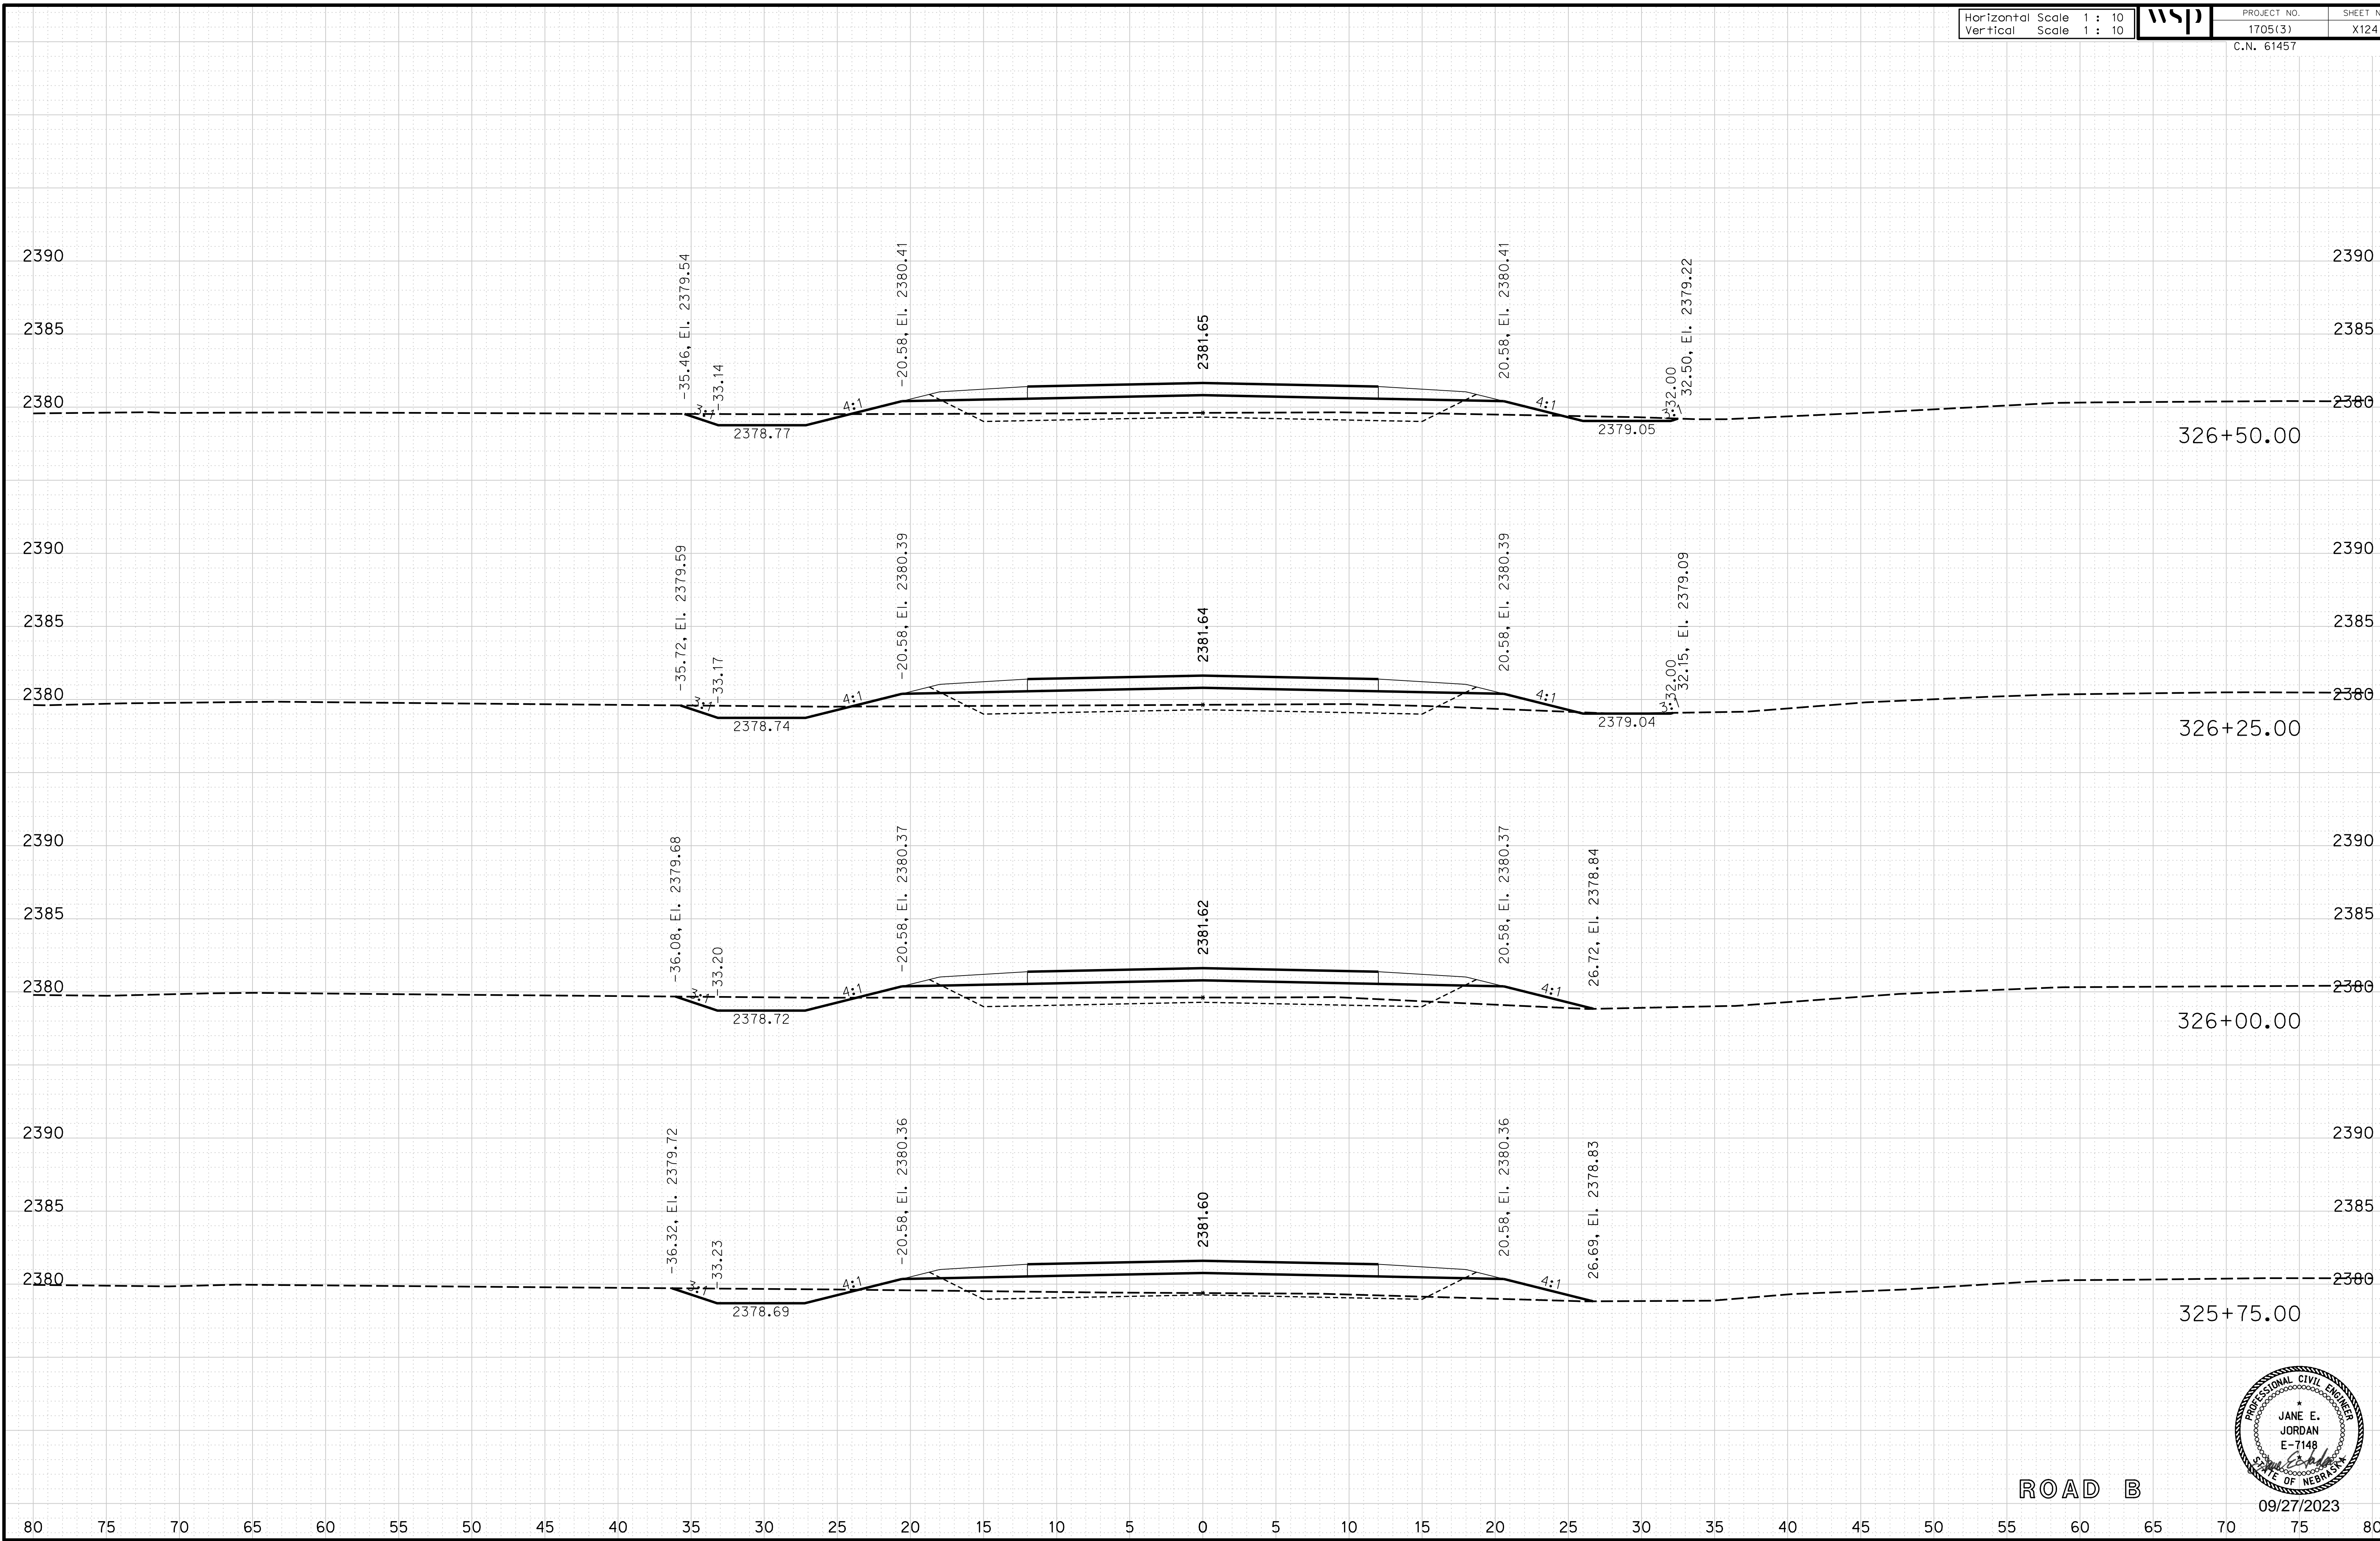 Horizontal Scale 1 : 10
Vertical Scale 1 : 10
wsp
PROJECT NO.
1705(3)
SHEET N
X124
C.N. 61457
2390
2385
2380
-35.46, El. 2379.54
-33.14
3:1
2378.77
4:1
-20.58, El. 2380.41
2381.65
20.58, El. 2380.41
4:1
2379.05
3:1
32.00
32.50, El. 2379.22
2390
2385
2380
326+50.00
2390
2385
2380
-35.72, El. 2379.59
-33.17
3:1
2378.74
4:1
-20.58, El. 2380.39
2381.64
20.58, El. 2380.39
4:1
2379.04
3:1
32.00
32.15, El. 2379.09
2390
2385
2380
326+25.00
2390
2385
2380
-36.08, El. 2379.68
-33.20
3:1
2378.72
4:1
-20.58, El. 2380.37
2381.62
20.58, El. 2380.37
4:1
26.72, El. 2378.84
2390
2385
2380
326+00.00
2390
2385
2380
-36.32, El. 2379.72
-33.23
3:1
2378.69
4:1
-20.58, El. 2380.36
2381.60
20.58, El. 2380.36
4:1
26.69, El. 2378.83
2390
2385
2380
325+75.00
PROFESSIONAL CIVIL ENGINEER
JANE E.
JORDAN
E-7148
STATE OF NEBRASKA
09/27/2023
ROAD B
80 75 70 65 60 55 50 45 40 35 30 25 20 15 10 5 0 5 10 15 20 25 30 35 40 45 50 55 60 65 70 75 80